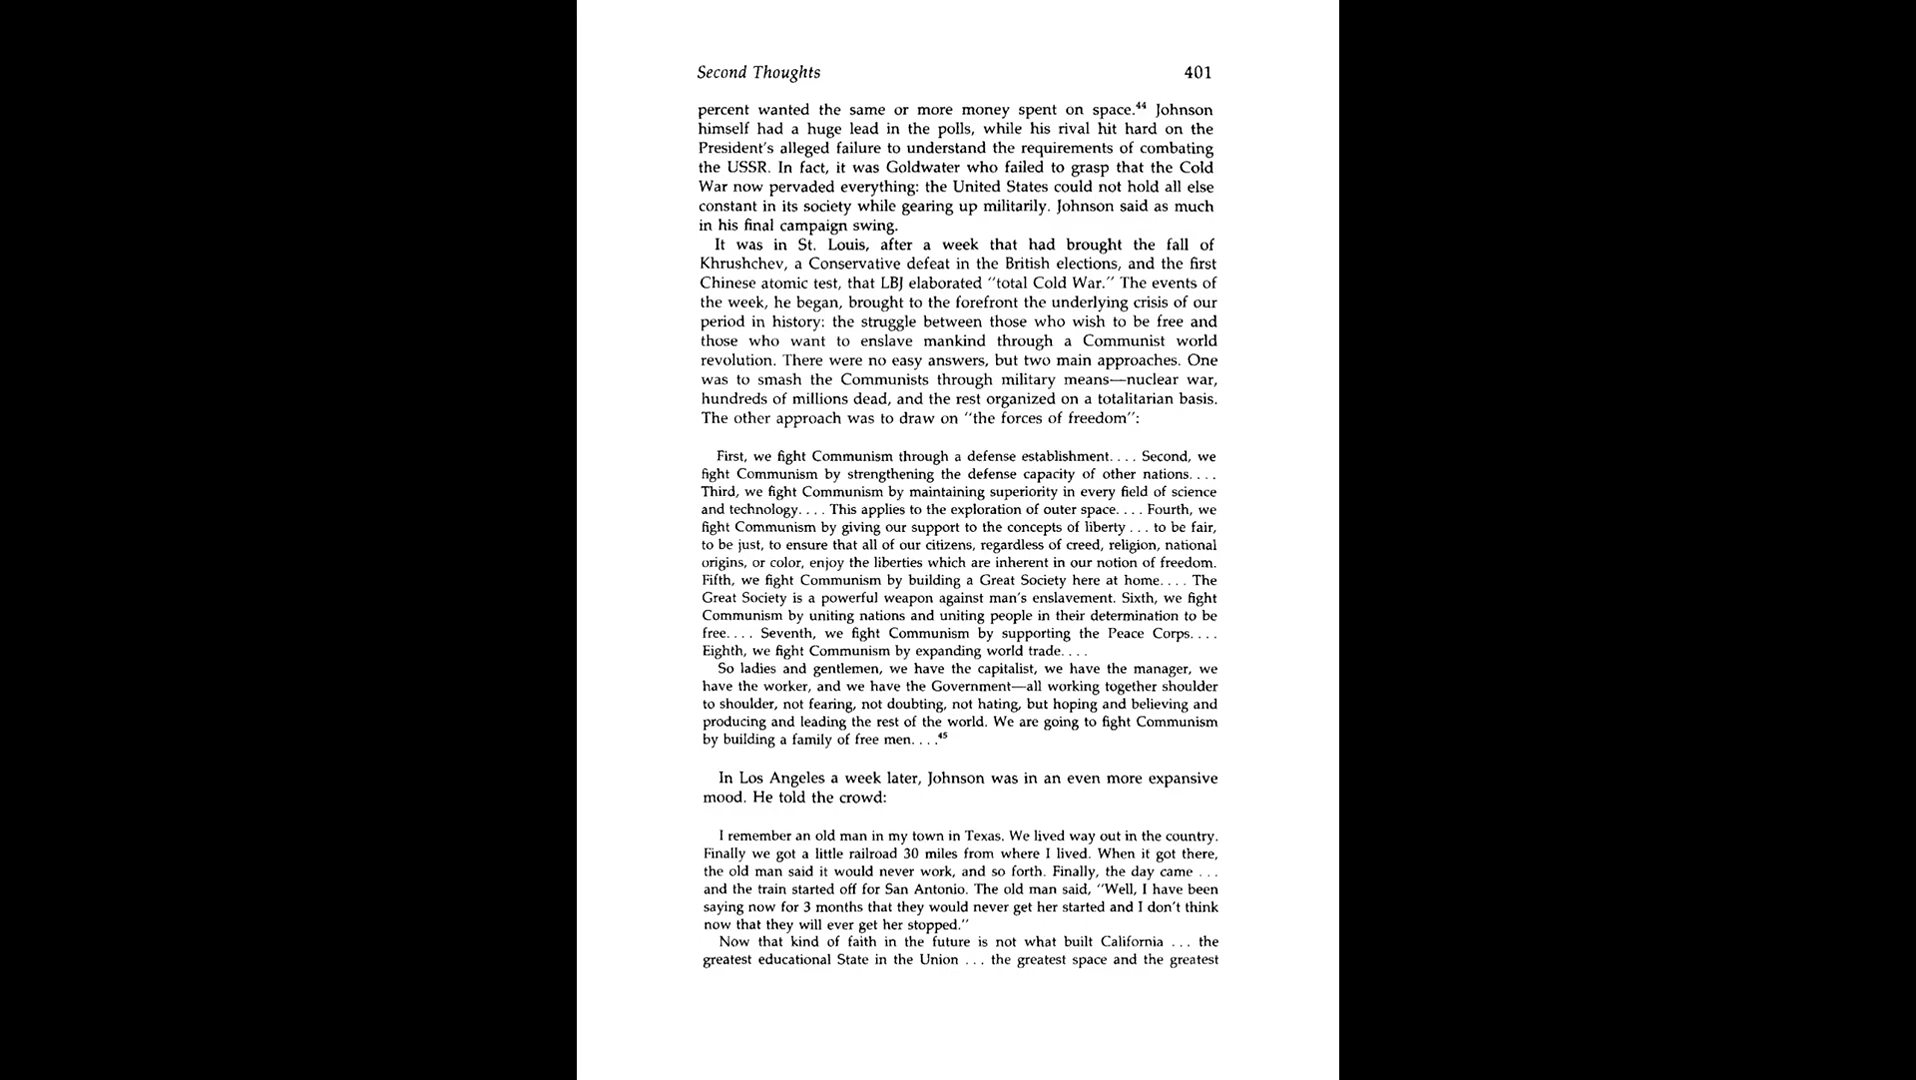 Second Thoughts 401
percent wanted the same or more money spent on space.44 Johnson
himself had a huge lead in the polls, while his rival hit hard on the
President's alleged failure to understand the requirements of combating
the USSR. In fact, it was Goldwater who failed to grasp that the Cold
War now pervaded everything: the United States could not hold all else
constant in its society while gearing up militarily. Johnson said as much
in his final campaign swing.
It was in St. Louis, after a week that had brought the fall of
Khrushchev, a Conservative defeat in the British elections, and the first
Chinese atomic test, that LBJ elaborated "total Cold War." The events of
the week, he began, brought to the forefront the underlying crisis of our
period in history: the struggle between those who wish to be free and
those who want to enslave mankind through a Communist world
revolution. There were no easy answers, but two main approaches. One
was to smash the Communists through military means—nuclear war,
hundreds of millions dead, and the rest organized on a totalitarian basis.
The other approach was to draw on "the forces of freedom":
First, we fight Communism through a defense establishment. . . . Second, we
fight Communism by strengthening the defense capacity of other nations. . . .
Third, we fight Communism by maintaining superiority in every field of science
and technology. . . . This applies to the exploration of outer space. . . . Fourth, we
fight Communism by giving our support to the concepts of liberty . . . to be fair,
to be just, to ensure that all of our citizens, regardless of creed, religion, national
origins, or color, enjoy the liberties which are inherent in our notion of freedom.
Fifth, we fight Communism by building a Great Society here at home. . . . The
Great Society is a powerful weapon against man's enslavement. Sixth, we fight
Communism by uniting nations and uniting people in their determination to be
free. . . . Seventh, we fight Communism by supporting the Peace Corps. . . .
Eighth, we fight Communism by expanding world trade. . . .
So ladies and gentlemen, we have the capitalist, we have the manager, we
have the worker, and we have the Government—all working together shoulder
to shoulder, not fearing, not doubting, not hating, but hoping and believing and
producing and leading the rest of the world. We are going to fight Communism
by building a family of free men. . . .45
In Los Angeles a week later, Johnson was in an even more expansive
mood. He told the crowd:
I remember an old man in my town in Texas. We lived way out in the country.
Finally we got a little railroad 30 miles from where I lived. When it got there,
the old man said it would never work, and so forth. Finally, the day came . . .
and the train started off for San Antonio. The old man said, "Well, I have been
saying now for 3 months that they would never get her started and I don't think
now that they will ever get her stopped."
Now that kind of faith in the future is not what built California . . . the
greatest educational State in the Union . . . the greatest space and the greatest